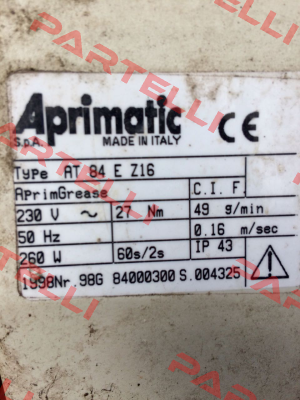 PARTELLI
Aprimatic
S.p.A. MADE IN ITALY CE
Type AT 84 E Z16
AprimGrease C.I.F.
230 V ~ 27 Nm 49 g/min
50 Hz 0.16 m/sec
260 W 60s/2s IP 43
1998Nr.98G 84000300 S.004325
PARTELLI